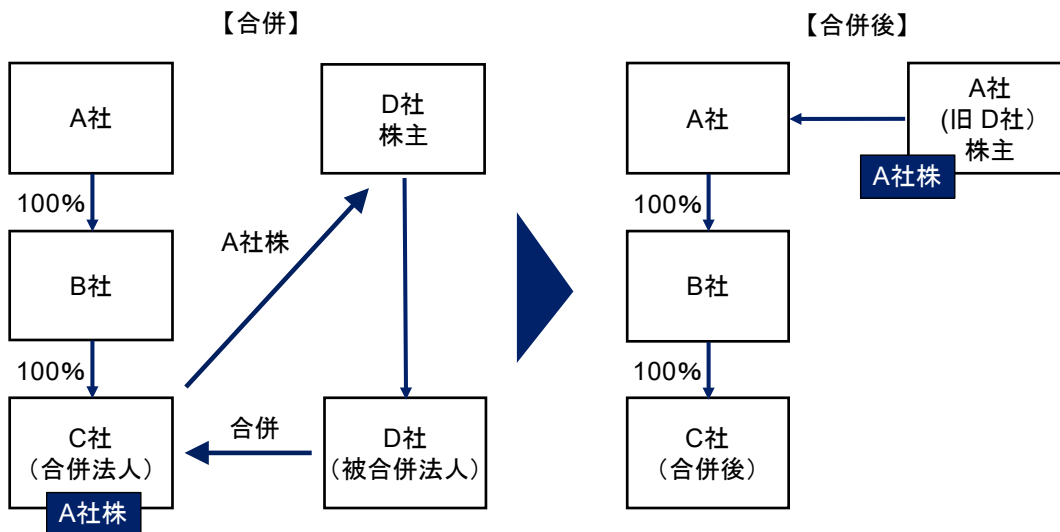 【合併】
A社
D社
株主
100%
B社
A社株
100%
合併
C社
（合併法人）
A社株
D社
（被合併法人）
【合併後】
A社
A社
(旧 D社）
株主
A社株
100%
B社
100%
C社
（合併後）